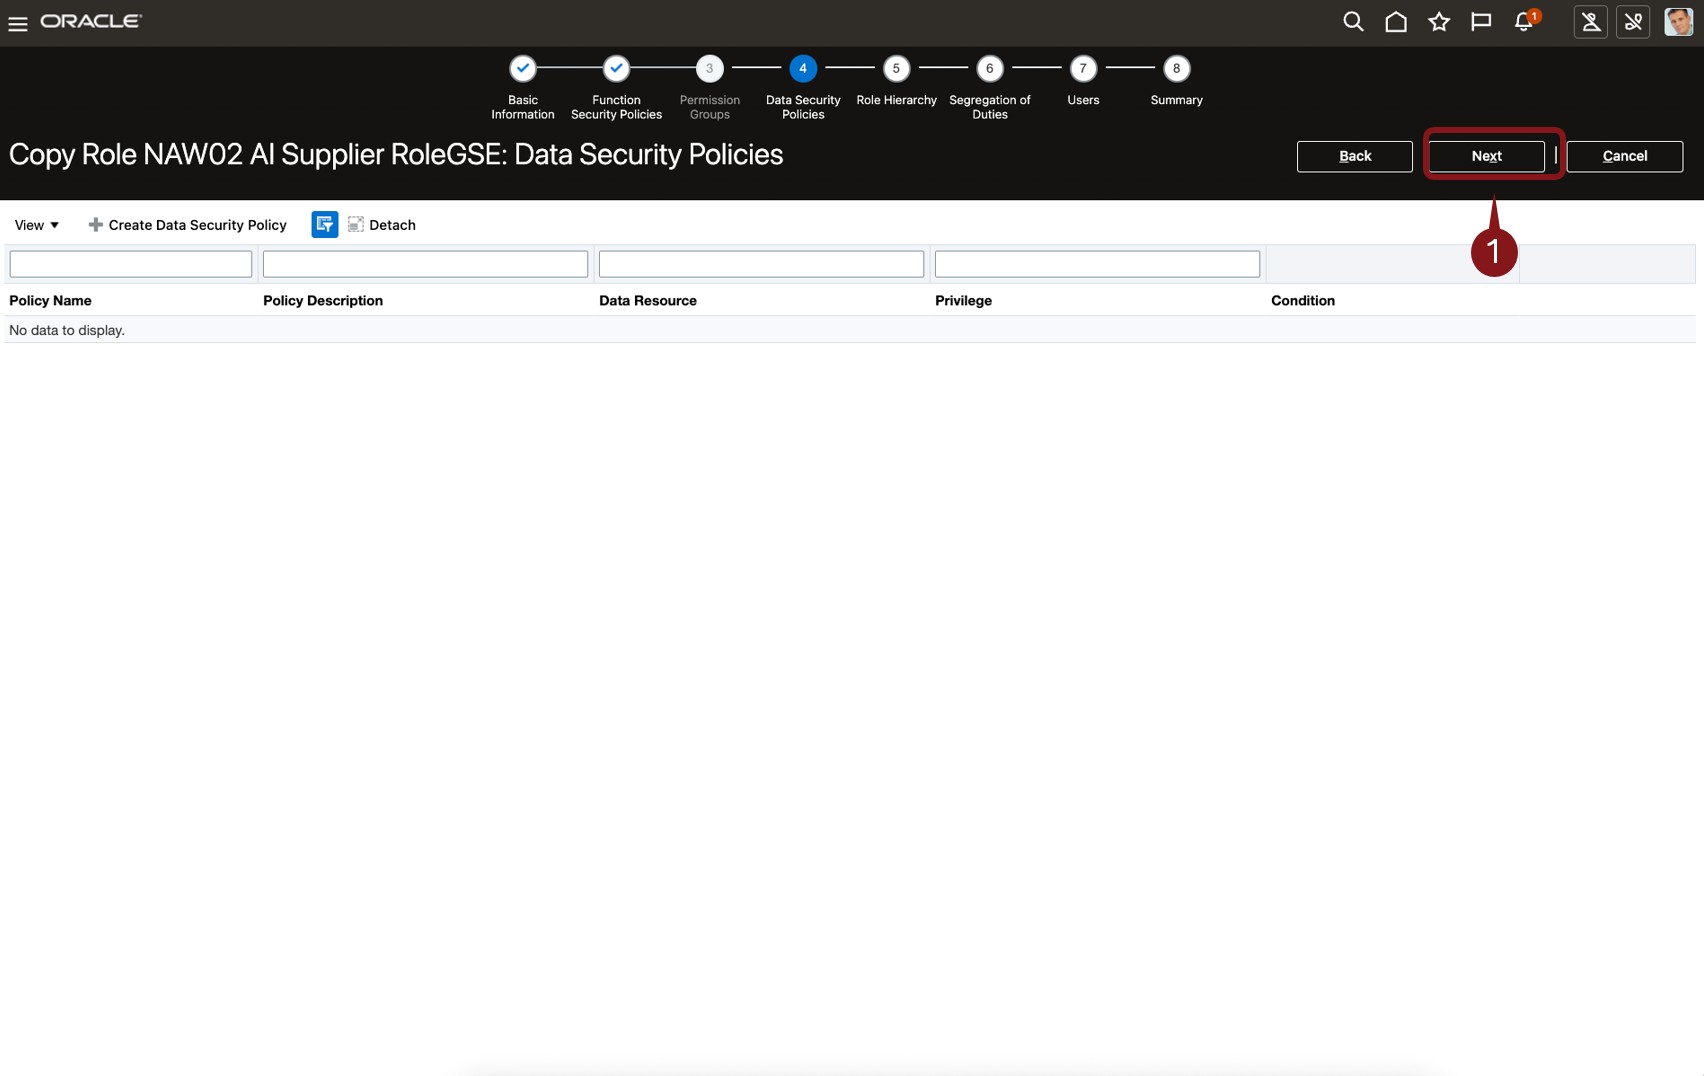 ORACLE
1
3
4
5
6
7
8
Basic
Information
Function
Security Policies
Permission
Groups
Data Security
Policies
Role Hierarchy
Segregation of
Duties
Users
Summary
Copy Role NAW02 AI Supplier RoleGSE: Data Security Policies
Back
Next
Cancel
View
Create Data Security Policy
Detach
1
Policy Name
Policy Description
Data Resource
Privilege
Condition
No data to display.